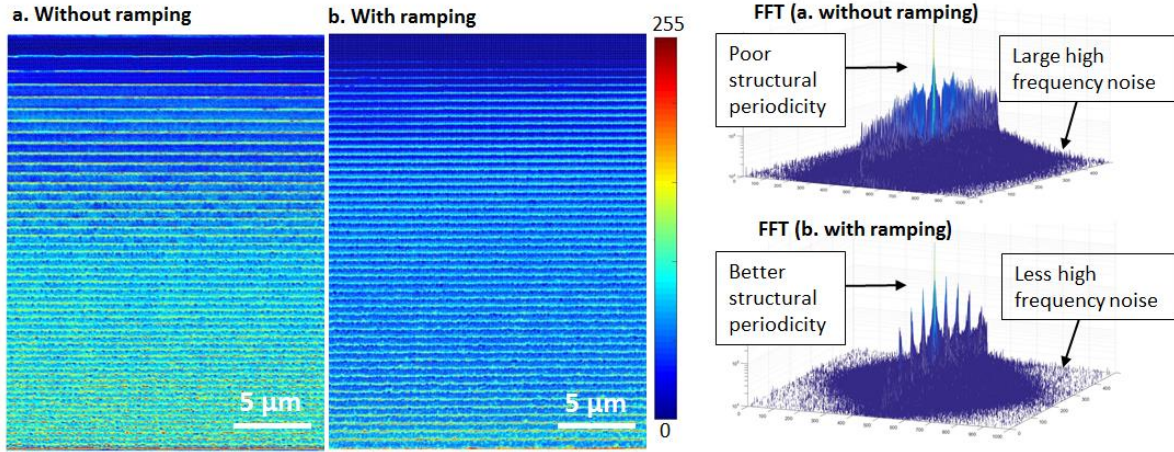 a. Without ramping
b. With ramping
5 μm
5 μm
255
0
FFT (a. without ramping)
Poor
structural
periodicity
Large high
frequency noise
FFT (b. with ramping)
Better
structural
periodicity
Less high
frequency noise